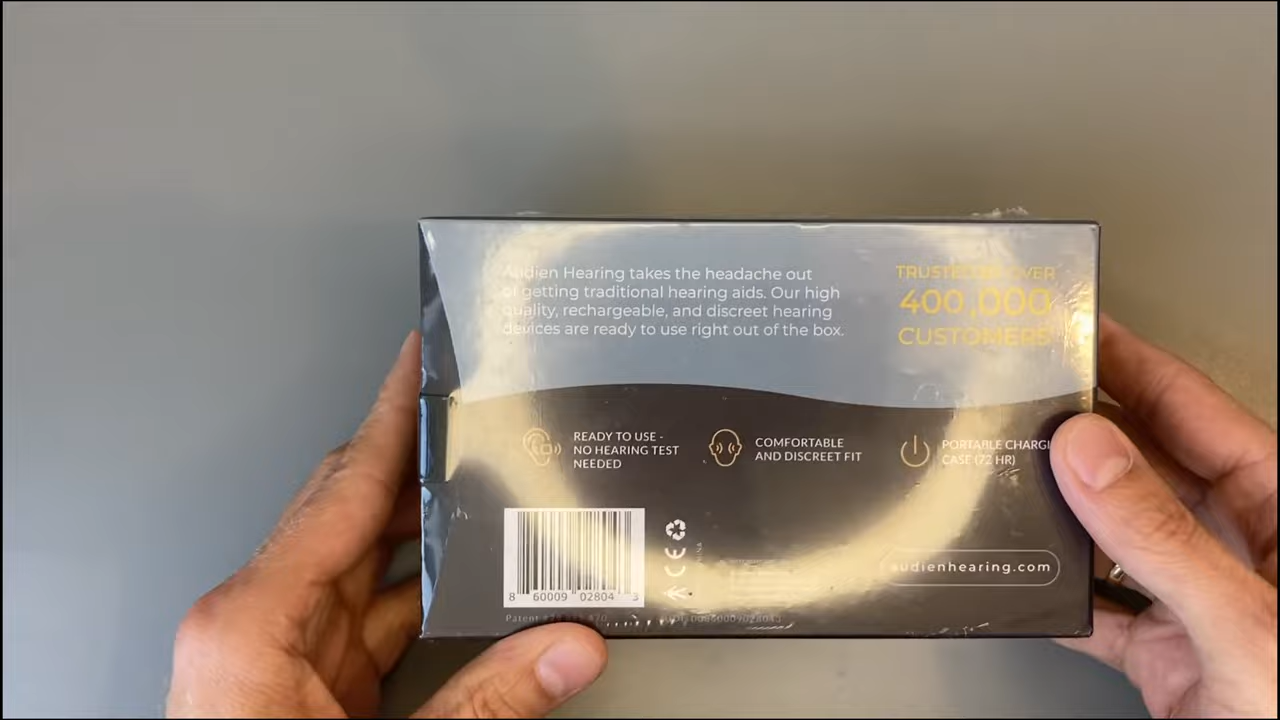 Audien Hearing takes the headache out
of getting traditional hearing aids. Our high
quality, rechargeable, and discreet hearing
devices are ready to use right out of the box.
TRUSTED BY OVER
400,000
CUSTOMERS
READY TO USE -
NO HEARING TEST
NEEDED
COMFORTABLE
AND DISCREET FIT
PORTABLE CHARGI
CASE (72 HR)
audienhearing.com
8 60009 02804 3
Patent